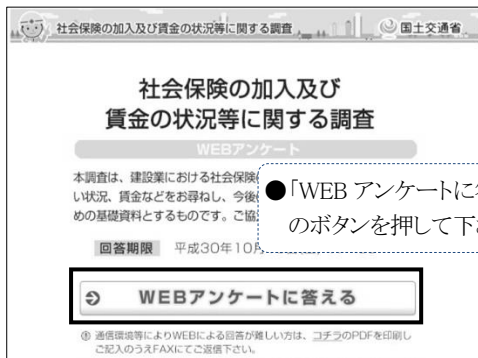 社会保険の加入及び賃金の状況等に関する調査
国土交通省
社会保険の加入及び
賃金の状況等に関する調査
WEBアンケート
本調査は、建設業における社会保険
い状況、賃金などをお尋ねし、今後
めの基礎資料とするものです。ご協
●「WEB アンケートに
のボタンを押して下
回答期限 平成30年10月
WEBアンケートに答える
通信環境等によりWEBによる回答が難しい方は、コチラのPDFを印刷し
ご記入のうえFAXにてご返信下さい。